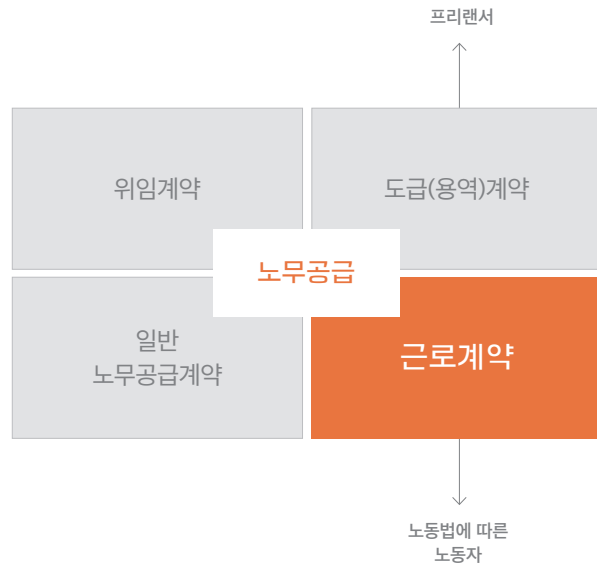 프리랜서
위임계약
도급(용역)계약
노무공급
일반
노무공급계약
근로계약
노동법에 따른
노동자